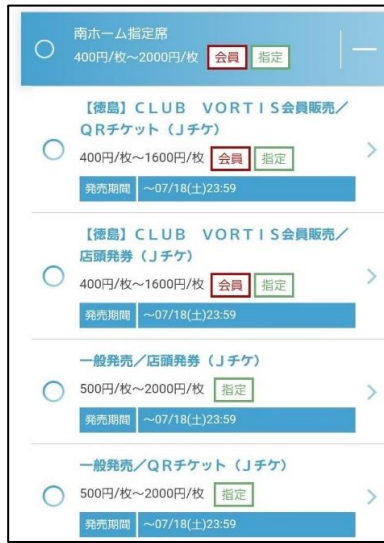 南ホーム指定席
400円/枚～2000円/枚 会員 指定
【徳島】ＣＬＵＢ　ＶＯＲＴＩＳ会員販売／
ＱＲチケット（Ｊチケ）
400円/枚～1600円/枚 会員 指定
発売期間 ～07/18(土)23:59
【徳島】ＣＬＵＢ　ＶＯＲＴＩＳ会員販売／
店頭発券（Ｊチケ）
400円/枚～1600円/枚 会員 指定
発売期間 ～07/18(土)23:59
一般発売／店頭発券（Ｊチケ）
500円/枚～2000円/枚 指定
発売期間 ～07/18(土)23:59
一般発売／ＱＲチケット（Ｊチケ）
500円/枚～2000円/枚 指定
発売期間 ～07/18(土)23:59